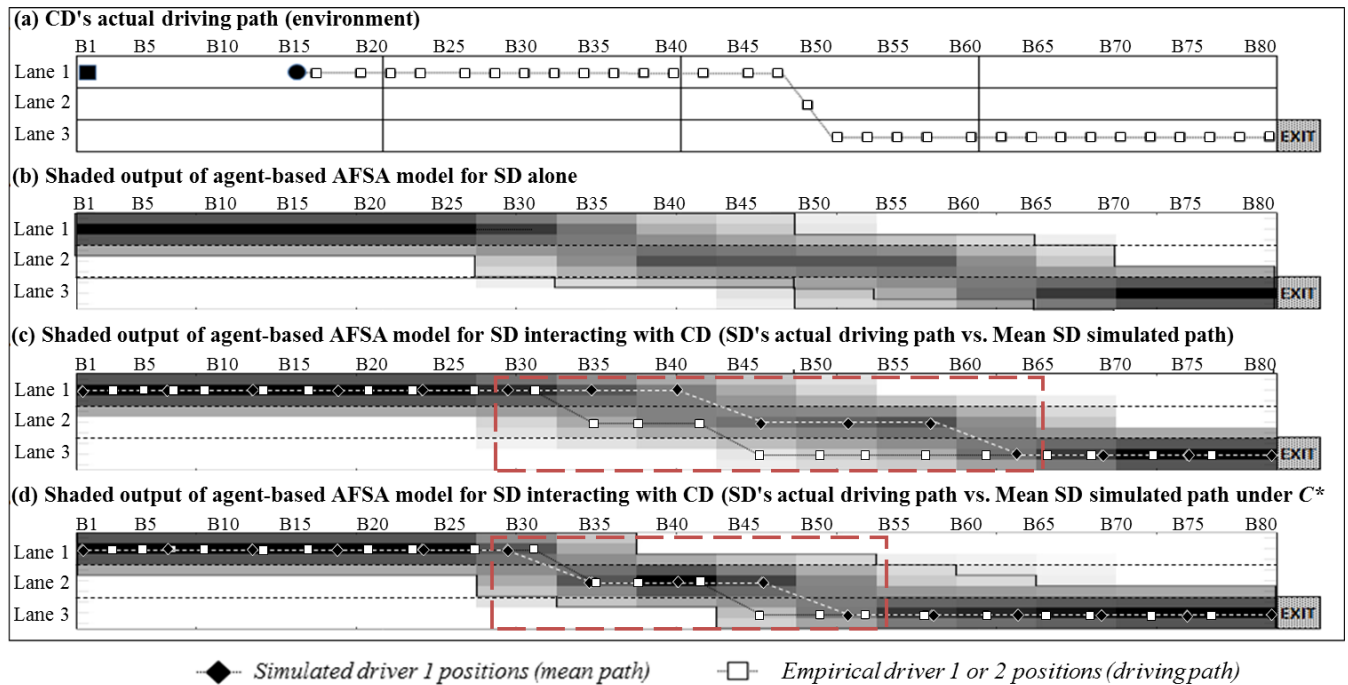 (a) CD's actual driving path (environment)
B1 B5 B10 B15 B20 B25 B30 B35 B40 B45 B50 B60 B65 B70 B75 B80
Lane 1
Lane 2
Lane 3 EXIT
(b) Shaded output of agent-based AFSA model for SD alone
B1 B5 B10 B15 B20 B25 B30 B35 B40 B45 B50 B55 B60 B65 B70 B80
Lane 1
Lane 2
Lane 3 EXIT
(c) Shaded output of agent-based AFSA model for SD interacting with CD (SD's actual driving path vs. Mean SD simulated path)
B1 B5 B10 B15 B20 B25 B30 B35 B40 B45 B50 B55 B60 B65 B70 B75 B80
Lane 1
Lane 2
Lane 3 EXIT
(d) Shaded output of agent-based AFSA model for SD interacting with CD (SD's actual driving path vs. Mean SD simulated path under C*
B1 B5 B10 B15 B20 B25 B30 B35 B40 B45 B50 B55 B60 B65 B70 B75 B80
Lane 1
Lane 2
Lane 3 EXIT
Simulated driver 1 positions (mean path) Empirical driver 1 or 2 positions (driving path)